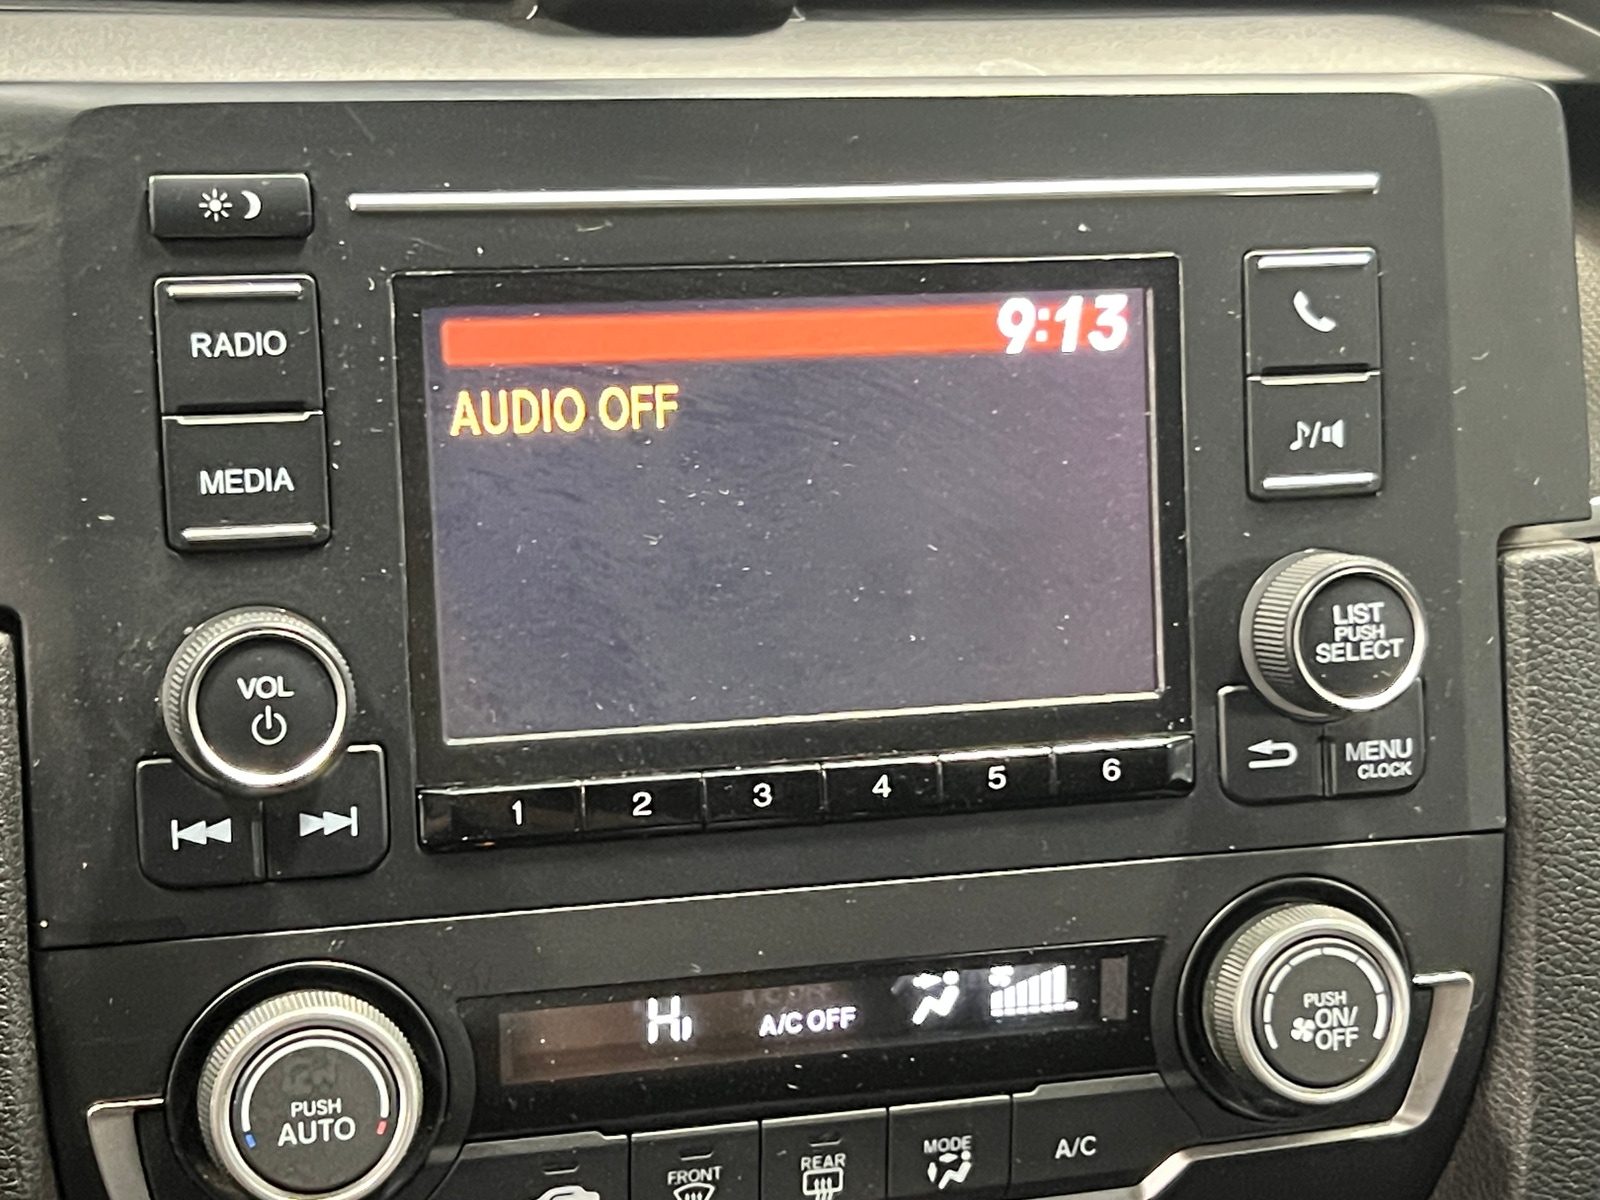 9:13
AUDIO OFF
RADIO
MEDIA
VOL
LIST
PUSH
SELECT
MENU
CLOCK
1 2 3 4 5 6
Hi
A/C OFF
PUSH
ON/
OFF
PUSH
AUTO
FRONT
REAR
MODE
A/C